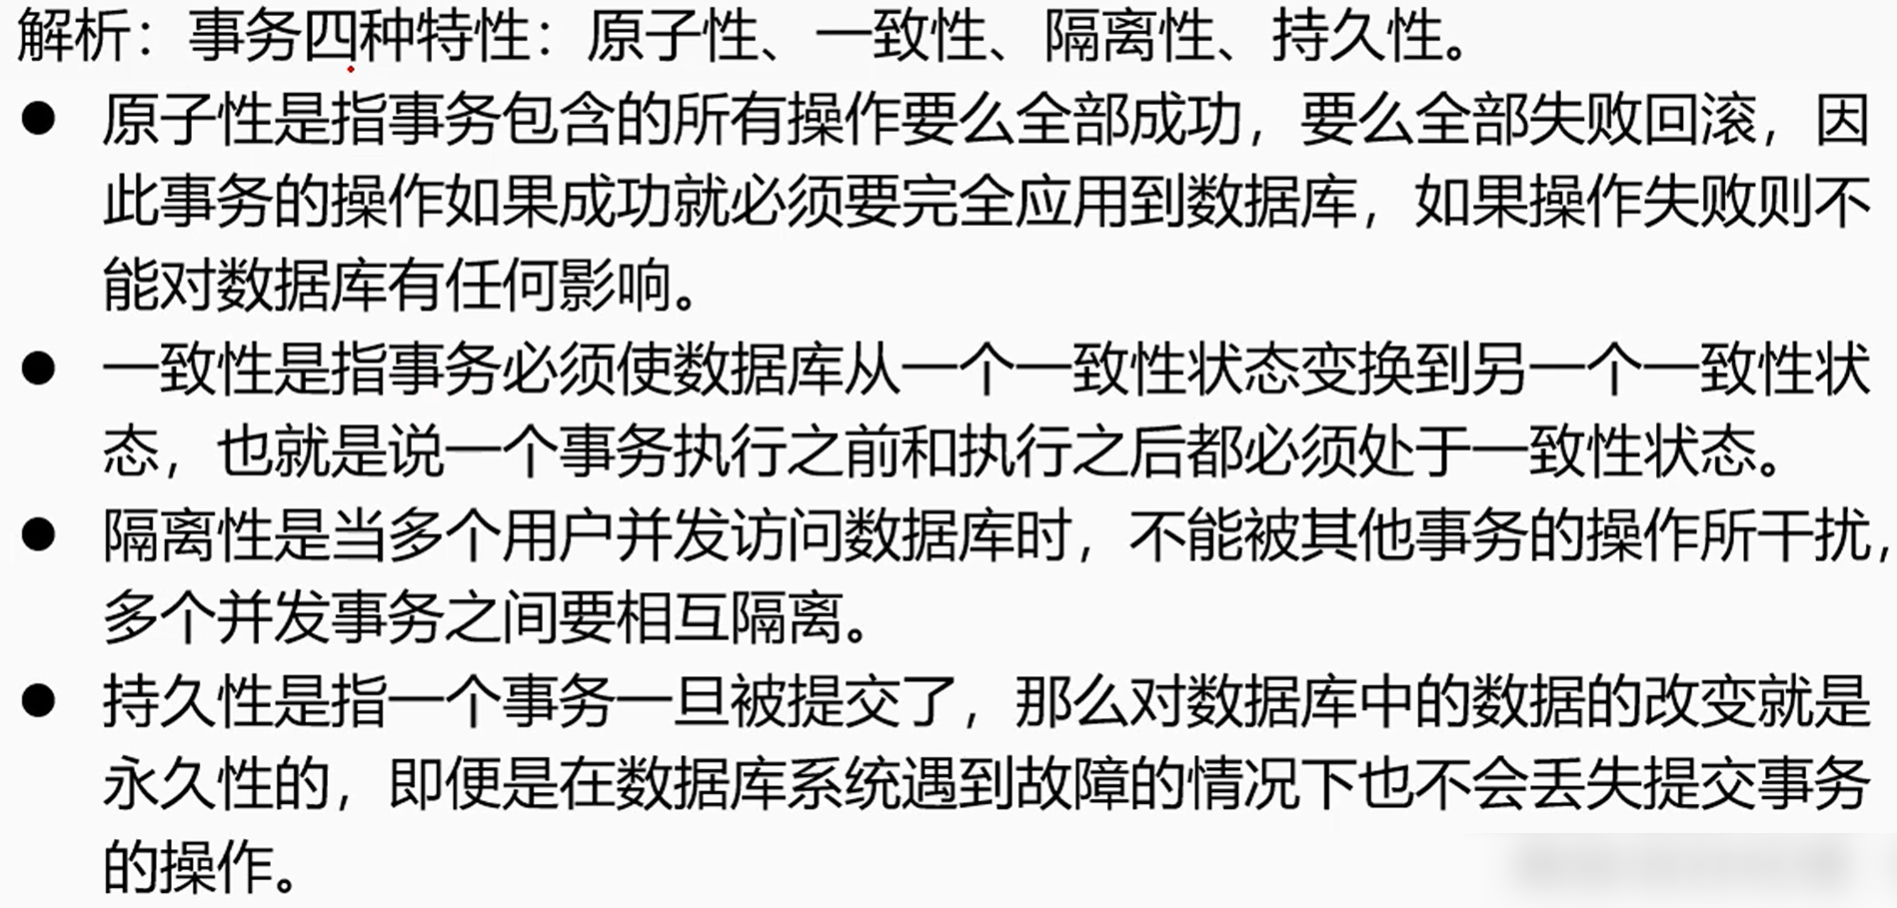 解析：事务四种特性：原子性、一致性、隔离性、持久性。
● 原子性是指事务包含的所有操作要么全部成功，要么全部失败回滚，因
此事务的操作如果成功就必须要完全应用到数据库，如果操作失败则不
能对数据库有任何影响。
● 一致性是指事务必须使数据库从一个一致性状态变换到另一个一致性状
态，也就是说一个事务执行之前和执行之后都必须处于一致性状态。
● 隔离性是当多个用户并发访问数据库时，不能被其他事务的操作所干扰，
多个并发事务之间要相互隔离。
● 持久性是指一个事务一旦被提交了，那么对数据库中的数据的改变就是
永久性的，即便是在数据库系统遇到故障的情况下也不会丢失提交事务
的操作。